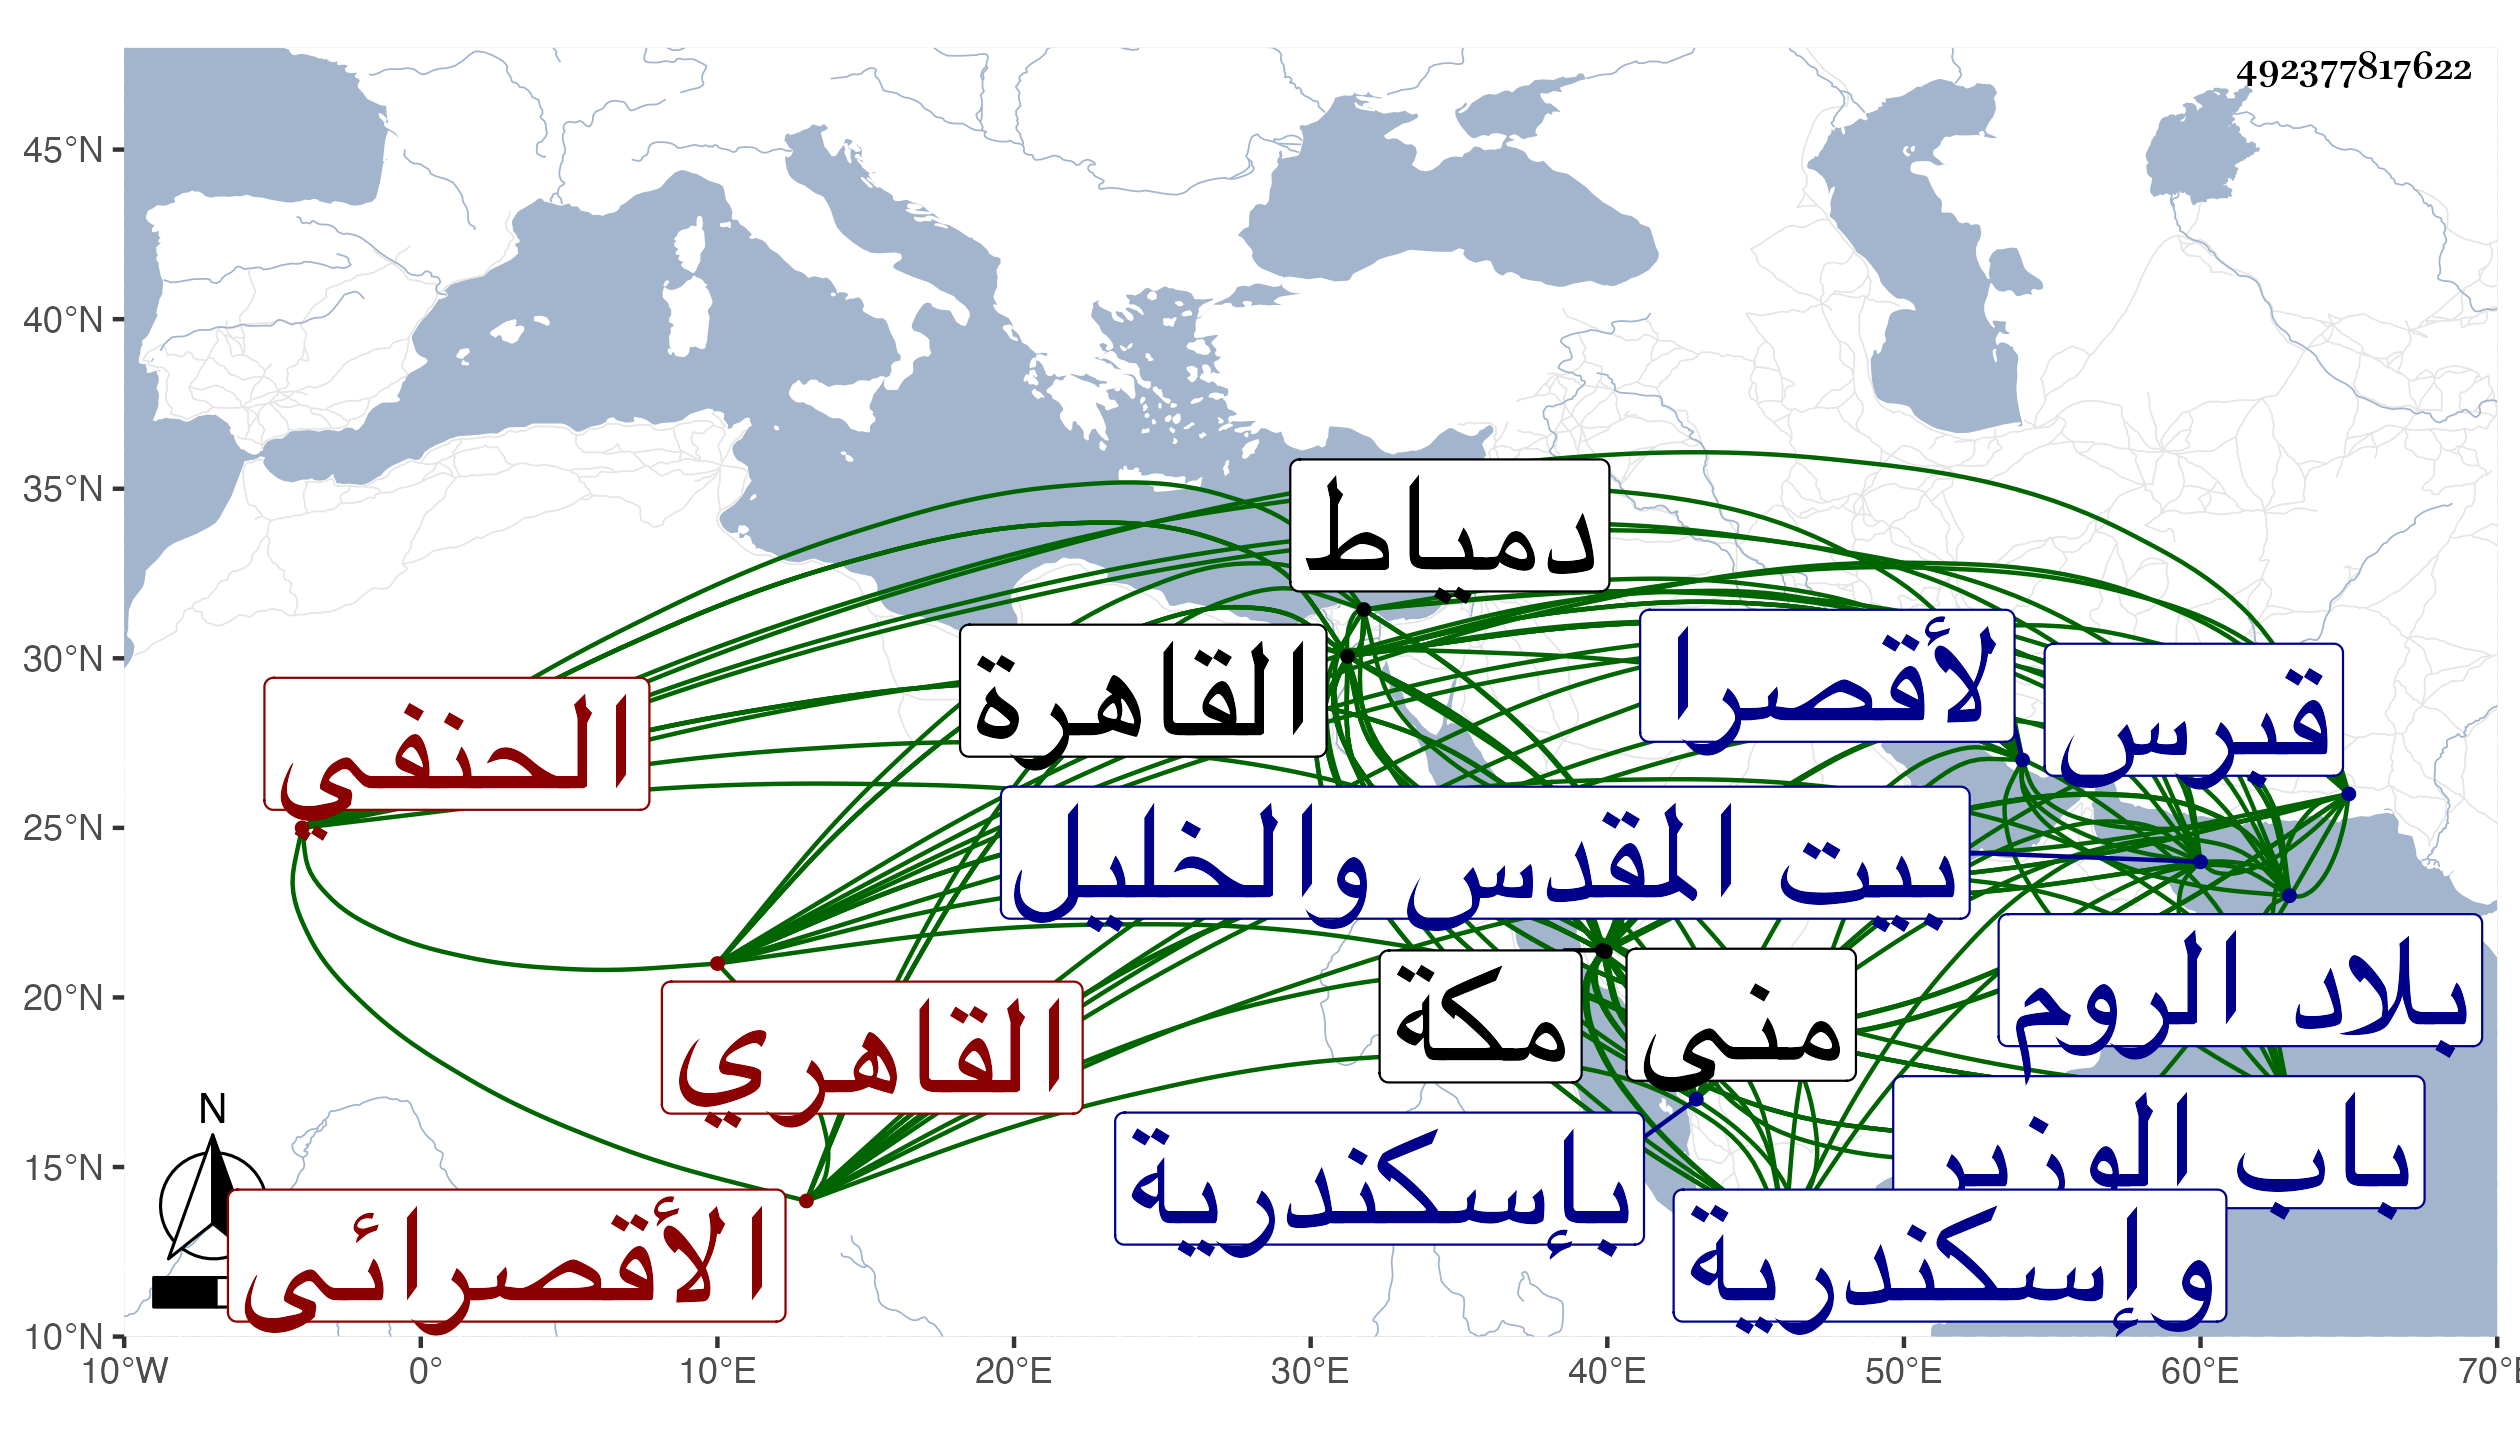 492377817622
45°N
40°N
35°N
30°N
25°N
20°N
15°N
10°N
10°W
0°
10°E
20°E
30°E
40°E
50°E
60°E
70°E
N
دمياط
القاهرة
لأقصرا
قبرس
الحنفي
بيت المقدس والخليل
بلاد الروم
مكة
منى
القاهري
باب الوزير
بإسكندرية
وإسكندرية
الأقصرائي